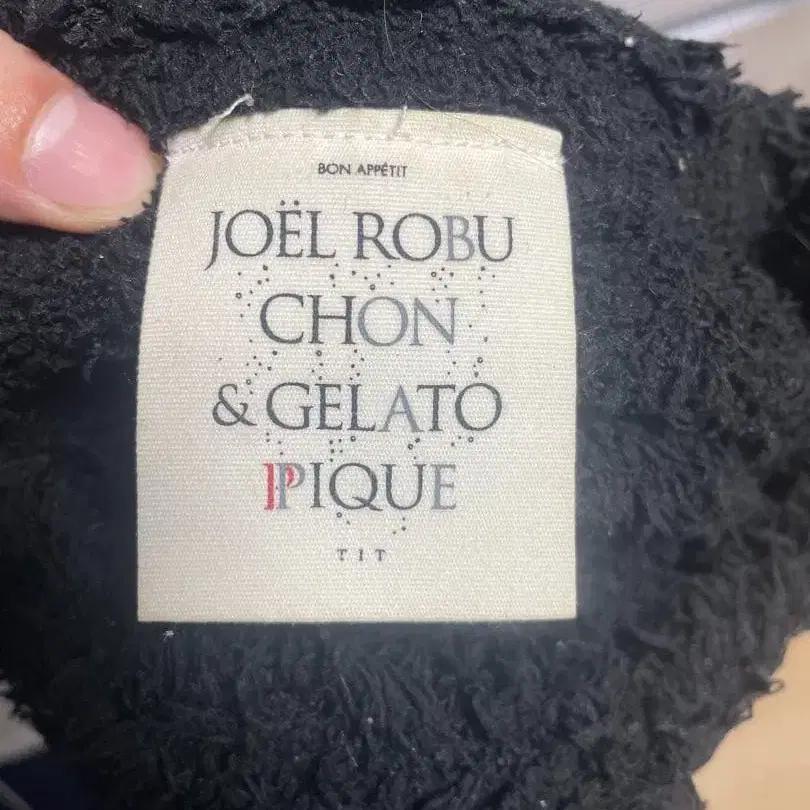 BON APPÉTIT
JOËL ROBU
CHON
& GELATO
PIQUE
TIT